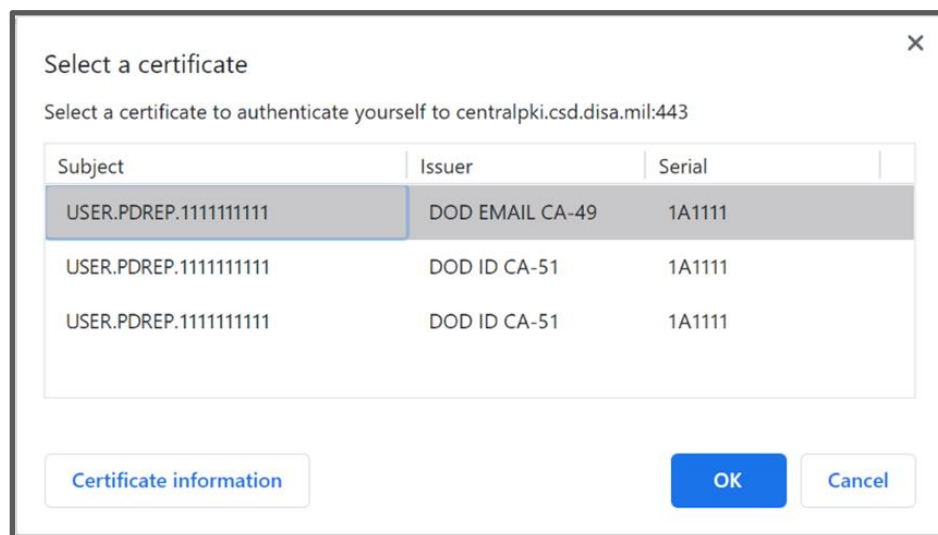 Select a certificate
Select a certificate to authenticate yourself to centralpki.csd.disa.mil:443
Subject Issuer Serial
USER.PDREP.1111111111 DOD EMAIL CA-49 1A1111
USER.PDREP.1111111111 DOD ID CA-51 1A1111
USER.PDREP.1111111111 DOD ID CA-51 1A1111
Certificate information OK Cancel